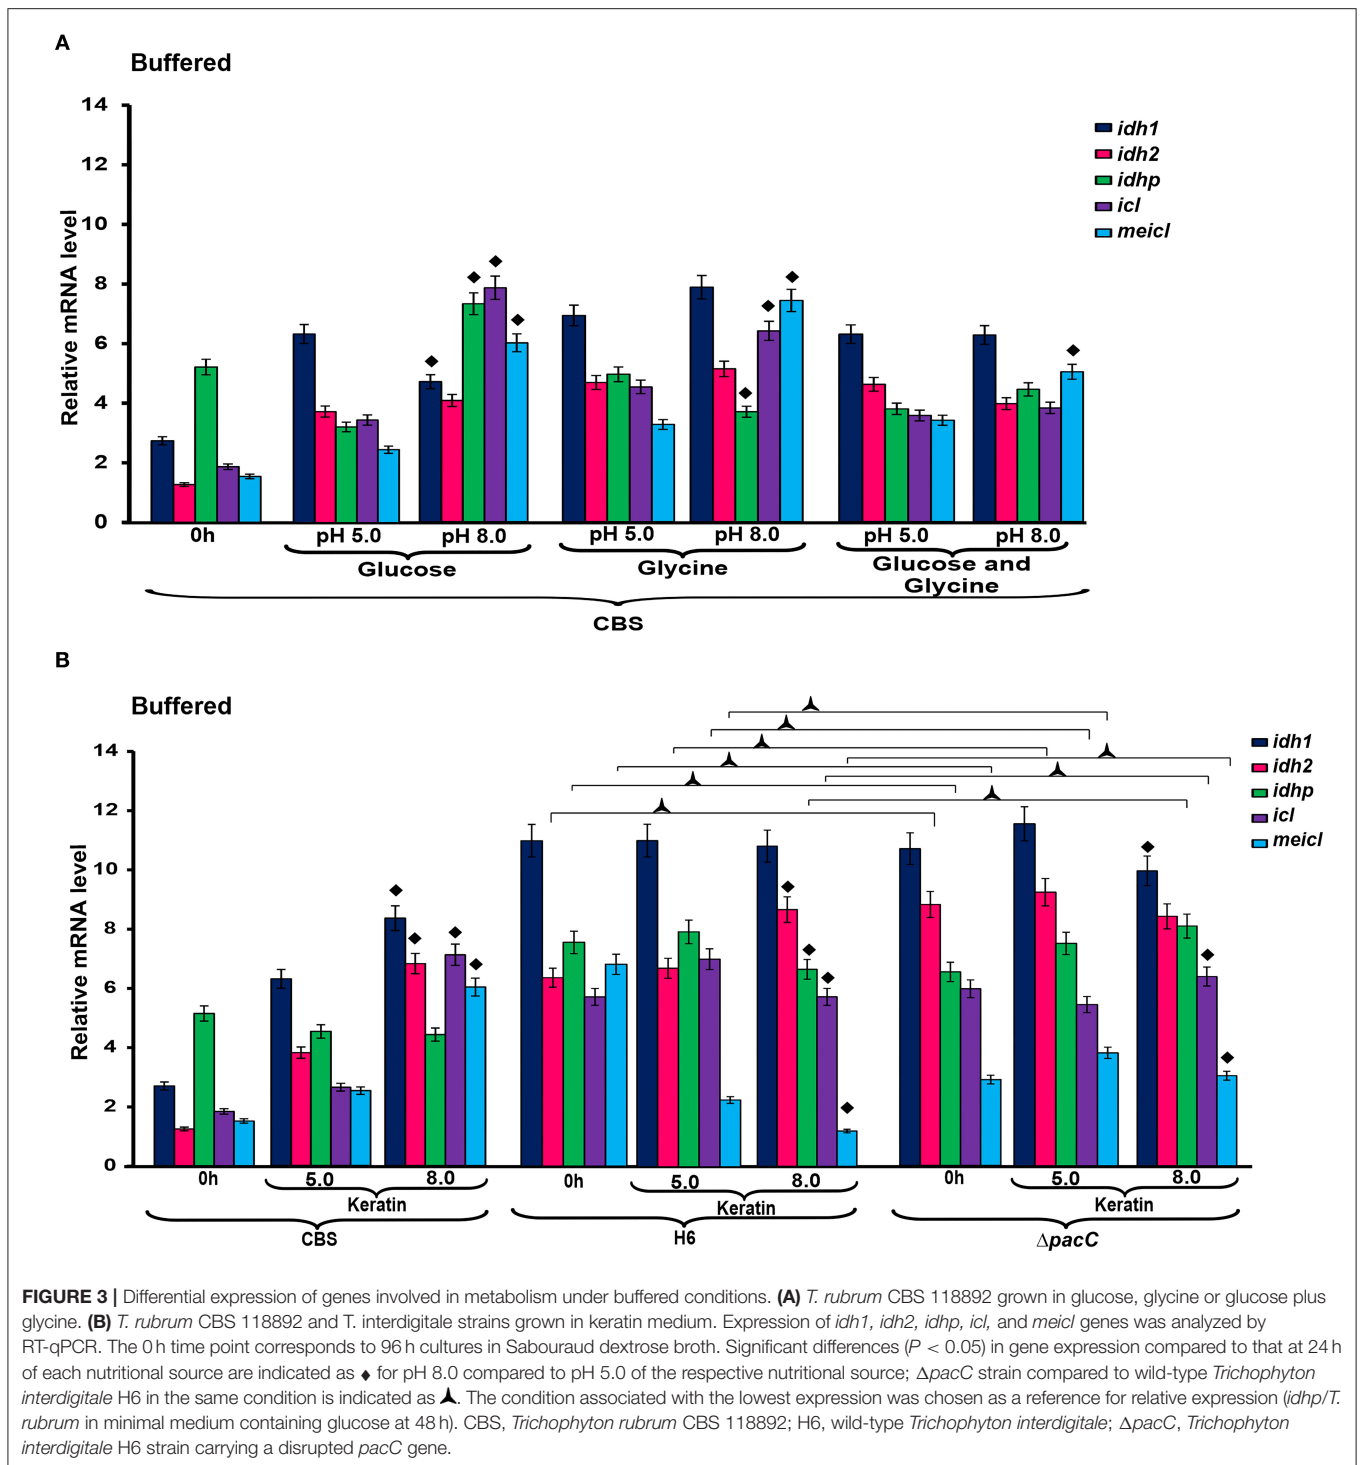 A
Buffered
14
12
10
8
6
4
2
0
Relative mRNA level
idh1
idh2
idhp
icl
meicl
0h
pH 5.0
pH 8.0
pH 5.0
pH 8.0
pH 5.0
pH 8.0
Glucose
Glycine
Glucose and
Glycine
CBS
B
Buffered
14
12
10
8
6
4
2
0
Relative mRNA level
idh1
idh2
idhp
icl
meicl
0h
5.0
8.0
0h
5.0
8.0
0h
5.0
8.0
Keratin
Keratin
Keratin
CBS
H6
ΔpacC
FIGURE 3 | Differential expression of genes involved in metabolism under buffered conditions. (A) T. rubrum CBS 118892 grown in glucose, glycine or glucose plus
glycine. (B) T. rubrum CBS 118892 and T. interdigitale strains grown in keratin medium. Expression of idh1, idh2, idhp, icl, and meicl genes was analyzed by
RT-qPCR. The 0 h time point corresponds to 96 h cultures in Sabouraud dextrose broth. Significant differences (P < 0.05) in gene expression compared to that at 24 h
of each nutritional source are indicated as ♦ for pH 8.0 compared to pH 5.0 of the respective nutritional source; ΔpacC strain compared to wild-type Trichophyton
interdigitale H6 in the same condition is indicated as ⮝. The condition associated with the lowest expression was chosen as a reference for relative expression (idhp/T.
rubrum in minimal medium containing glucose at 48 h). CBS, Trichophyton rubrum CBS 118892; H6, wild-type Trichophyton interdigitale; ΔpacC, Trichophyton
interdigitale H6 strain carrying a disrupted pacC gene.